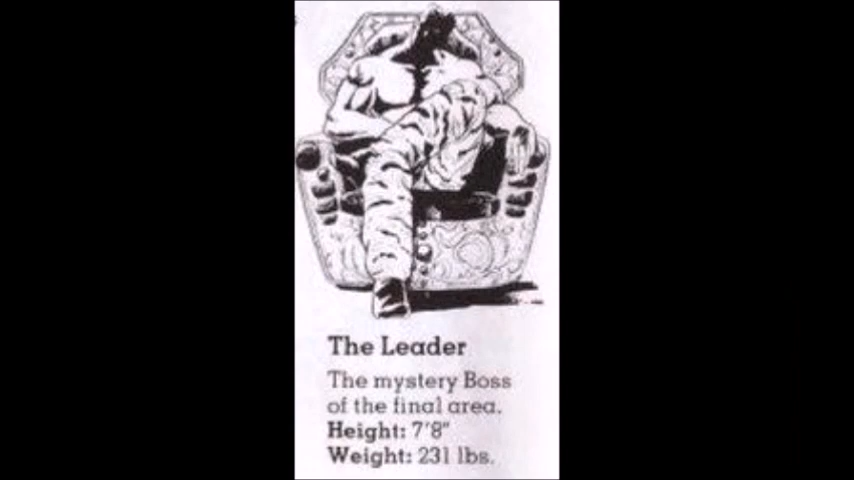 The Leader
The mystery Boss
of the final area.
Height: 7'8"
Weight: 231 lbs.